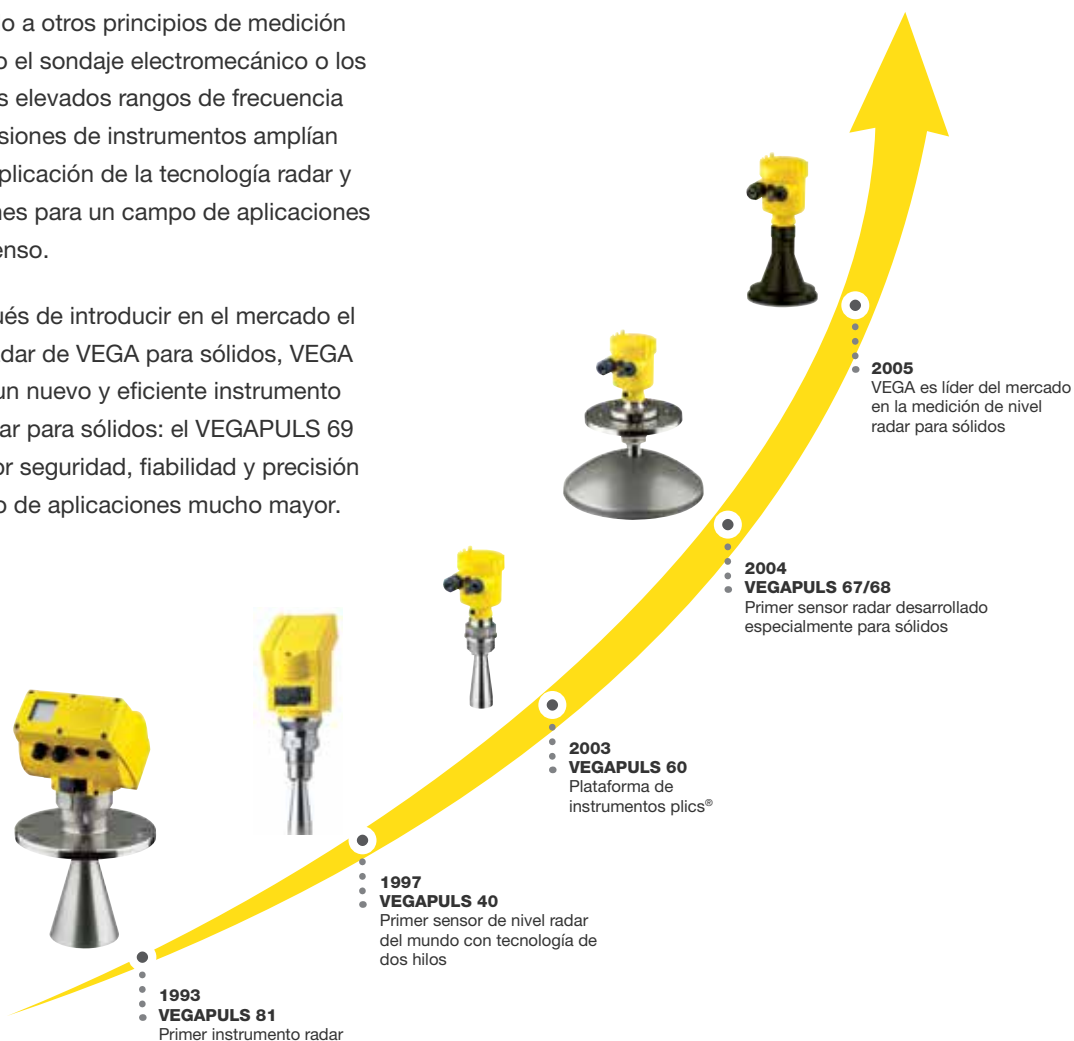 o a otros principios de medición
o el sondaje electromecánico o los
s elevados rangos de frecuencia
siones de instrumentos amplían
plicación de la tecnología radar y
nes para un campo de aplicaciones
enso.
ués de introducir en el mercado el
dar de VEGA para sólidos, VEGA
un nuevo y eficiente instrumento
ar para sólidos: el VEGAPULS 69
or seguridad, fiabilidad y precisión
o de aplicaciones mucho mayor.
2005
VEGA es líder del mercado
en la medición de nivel
radar para sólidos
2004
VEGAPULS 67/68
Primer sensor radar desarrollado
especialmente para sólidos
2003
VEGAPULS 60
Plataforma de
instrumentos plics®
1997
VEGAPULS 40
Primer sensor de nivel radar
del mundo con tecnología de
dos hilos
1993
VEGAPULS 81
Primer instrumento radar